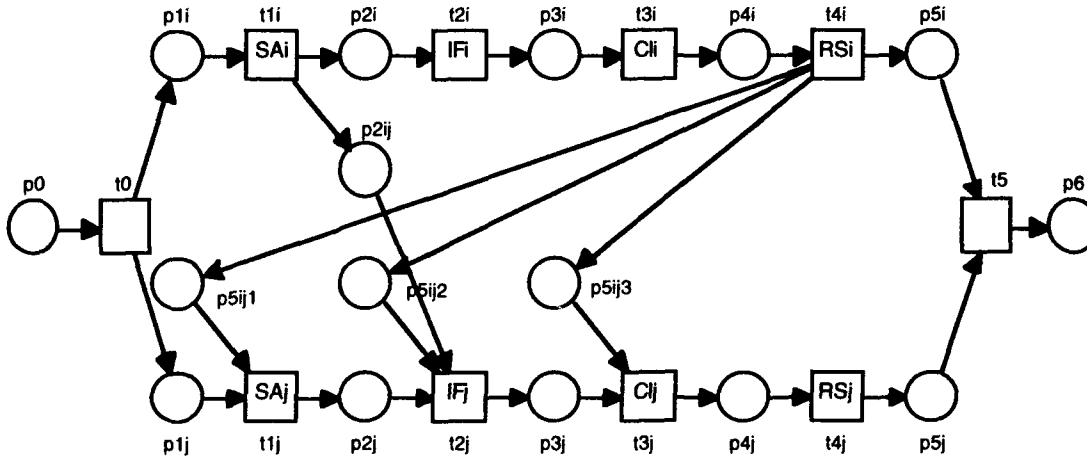 p1i t1i p2i t2i p3i t3i p4i t4i p5i
SAi IFi CIi RSi
p2ij
p0 t0 t5 p6
p5ij1 p5ij2 p5ij3
SAj IFj CIj RSj
p1j t1j p2j t2j p3j t3j p4j t4j p5j